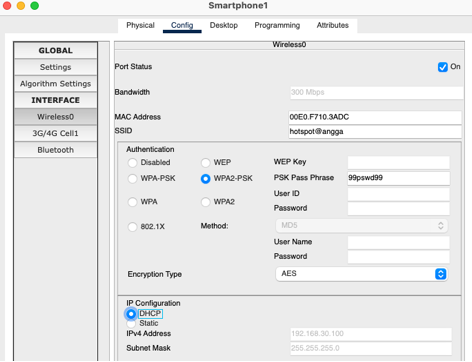 Smartphone1
Physical Config Desktop Programming Attributes
GLOBAL
Settings
Algorithm Settings
INTERFACE
Wireless0
3G/4G Cell1
Bluetooth
Wireless0
Port Status On
Bandwidth 300 Mbps
MAC Address 00E0.F710.3ADC
SSID hotspot@angga
Authentication
Disabled WEP WEP Key
WPA-PSK WPA2-PSK PSK Pass Phrase 99pswd99
User ID
WPA WPA2 Password
802.1X Method: MD5
User Name
Password
Encryption Type AES
IP Configuration
DHCP
Static
IPv4 Address 192.168.30.100
Subnet Mask 255.255.255.0